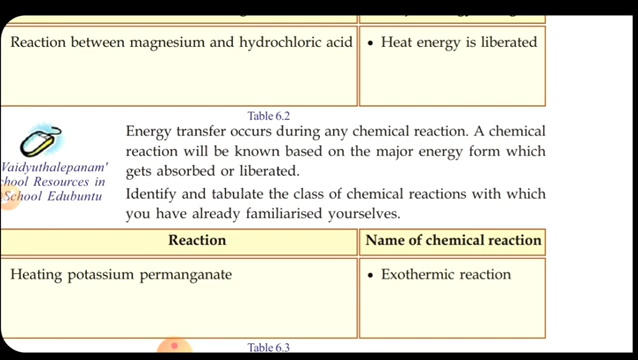 Reaction between magnesium and hydrochloric acid • Heat energy is liberated
Table 6.2
Energy transfer occurs during any chemical reaction. A chemical
reaction will be known based on the major energy form which
gets absorbed or liberated.
Vaidyuthalepanam'
chool Resources in
School Edubuntu
Identify and tabulate the class of chemical reactions with which
you have already familiarised yourselves.
Reaction Name of chemical reaction
Heating potassium permanganate • Exothermic reaction
Table 6.3